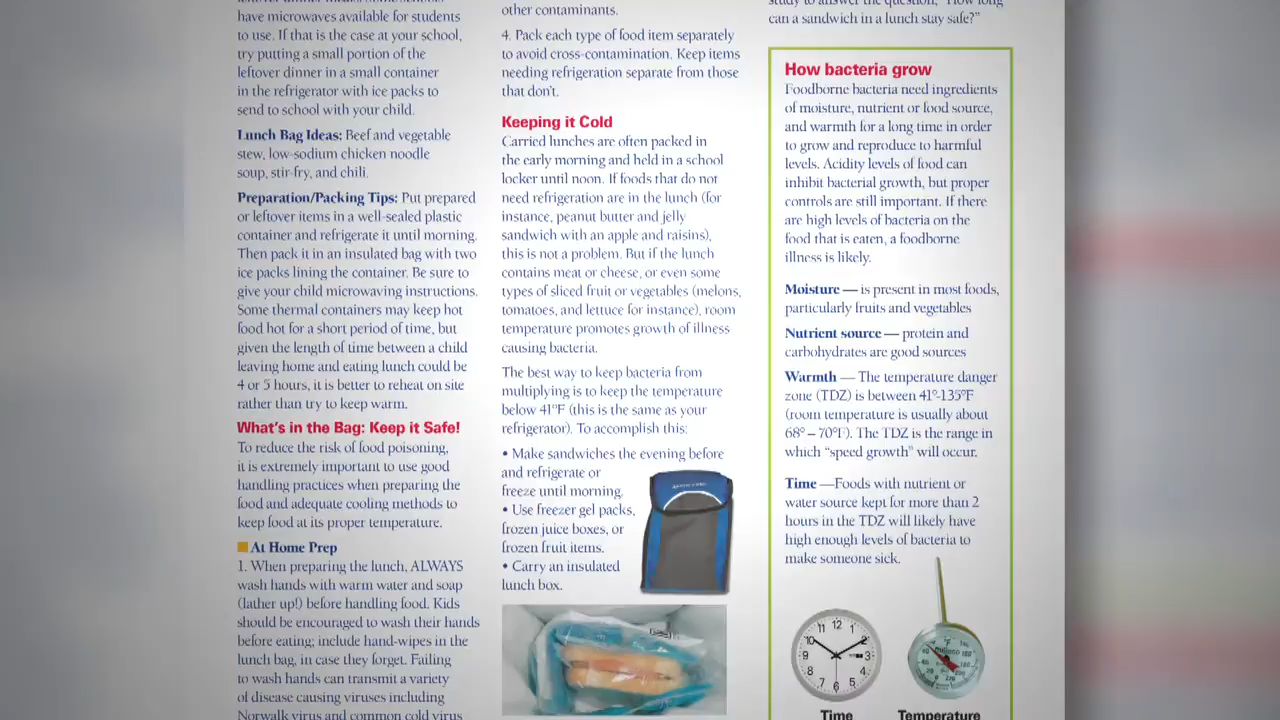 have microwaves available for students
to use. If that is the case at your school,
try putting a small portion of the
leftover dinner in a small container
in the refrigerator with ice packs to
send to school with your child.
Lunch Bag Ideas: Beef and vegetable
stew, low-sodium chicken noodle
soup, stir-fry, and chili.
Preparation/Packing Tips: Put prepared
or leftover items in a well-sealed plastic
container and refrigerate it until morning.
Then pack it in an insulated bag with two
ice packs lining the container. Be sure to
give your child microwaving instructions.
Some thermal containers may keep hot
food hot for a short period of time, but
given the length of time between a child
leaving home and eating lunch could be
4 or 5 hours, it is better to reheat on site
rather than try to keep warm.
What's in the Bag: Keep it Safe!
To reduce the risk of food poisoning,
it is extremely important to use good
handling practices when preparing the
food and adequate cooling methods to
keep food at its proper temperature.
At Home Prep
1. When preparing the lunch, ALWAYS
wash hands with warm water and soap
(lather up!) before handling food. Kids
should be encouraged to wash their hands
before eating; include hand-wipes in the
lunch bag, in case they forget. Failing
to wash hands can transmit a variety
of disease causing viruses including
Norwalk virus and common cold virus
other contaminants.
4. Pack each type of food item separately
to avoid cross-contamination. Keep items
needing refrigeration separate from those
that don't.
Keeping it Cold
Carried lunches are often packed in
the early morning and held in a school
locker until noon. If foods that do not
need refrigeration are in the lunch (for
instance, peanut butter and jelly
sandwich with an apple and raisins),
this is not a problem. But if the lunch
contains meat or cheese, or even some
types of sliced fruit or vegetables (melons,
tomatoes, and lettuce for instance), room
temperature promotes growth of illness
causing bacteria.
The best way to keep bacteria from
multiplying is to keep the temperature
below 41°F (this is the same as your
refrigerator). To accomplish this:
• Make sandwiches the evening before
and refrigerate or
freeze until morning.
• Use freezer gel packs,
frozen juice boxes, or
frozen fruit items.
• Carry an insulated
lunch box.
study to answer the question, "How long
can a sandwich in a lunch stay safe?"
How bacteria grow
Foodborne bacteria need ingredients
of moisture, nutrient or food source,
and warmth for a long time in order
to grow and reproduce to harmful
levels. Acidity levels of food can
inhibit bacterial growth, but proper
controls are still important. If there
are high levels of bacteria on the
food that is eaten, a foodborne
illness is likely.
Moisture — is present in most foods,
particularly fruits and vegetables
Nutrient source — protein and
carbohydrates are good sources
Warmth — The temperature danger
zone (TDZ) is between 41°-135°F
(room temperature is usually about
68° – 70°F). The TDZ is the range in
which "speed growth" will occur.
Time —Foods with nutrient or
water source kept for more than 2
hours in the TDZ will likely have
high enough levels of bacteria to
make someone sick.
11 12 1
10 2
9 3
8 4
7 6 5
Time
Temperature